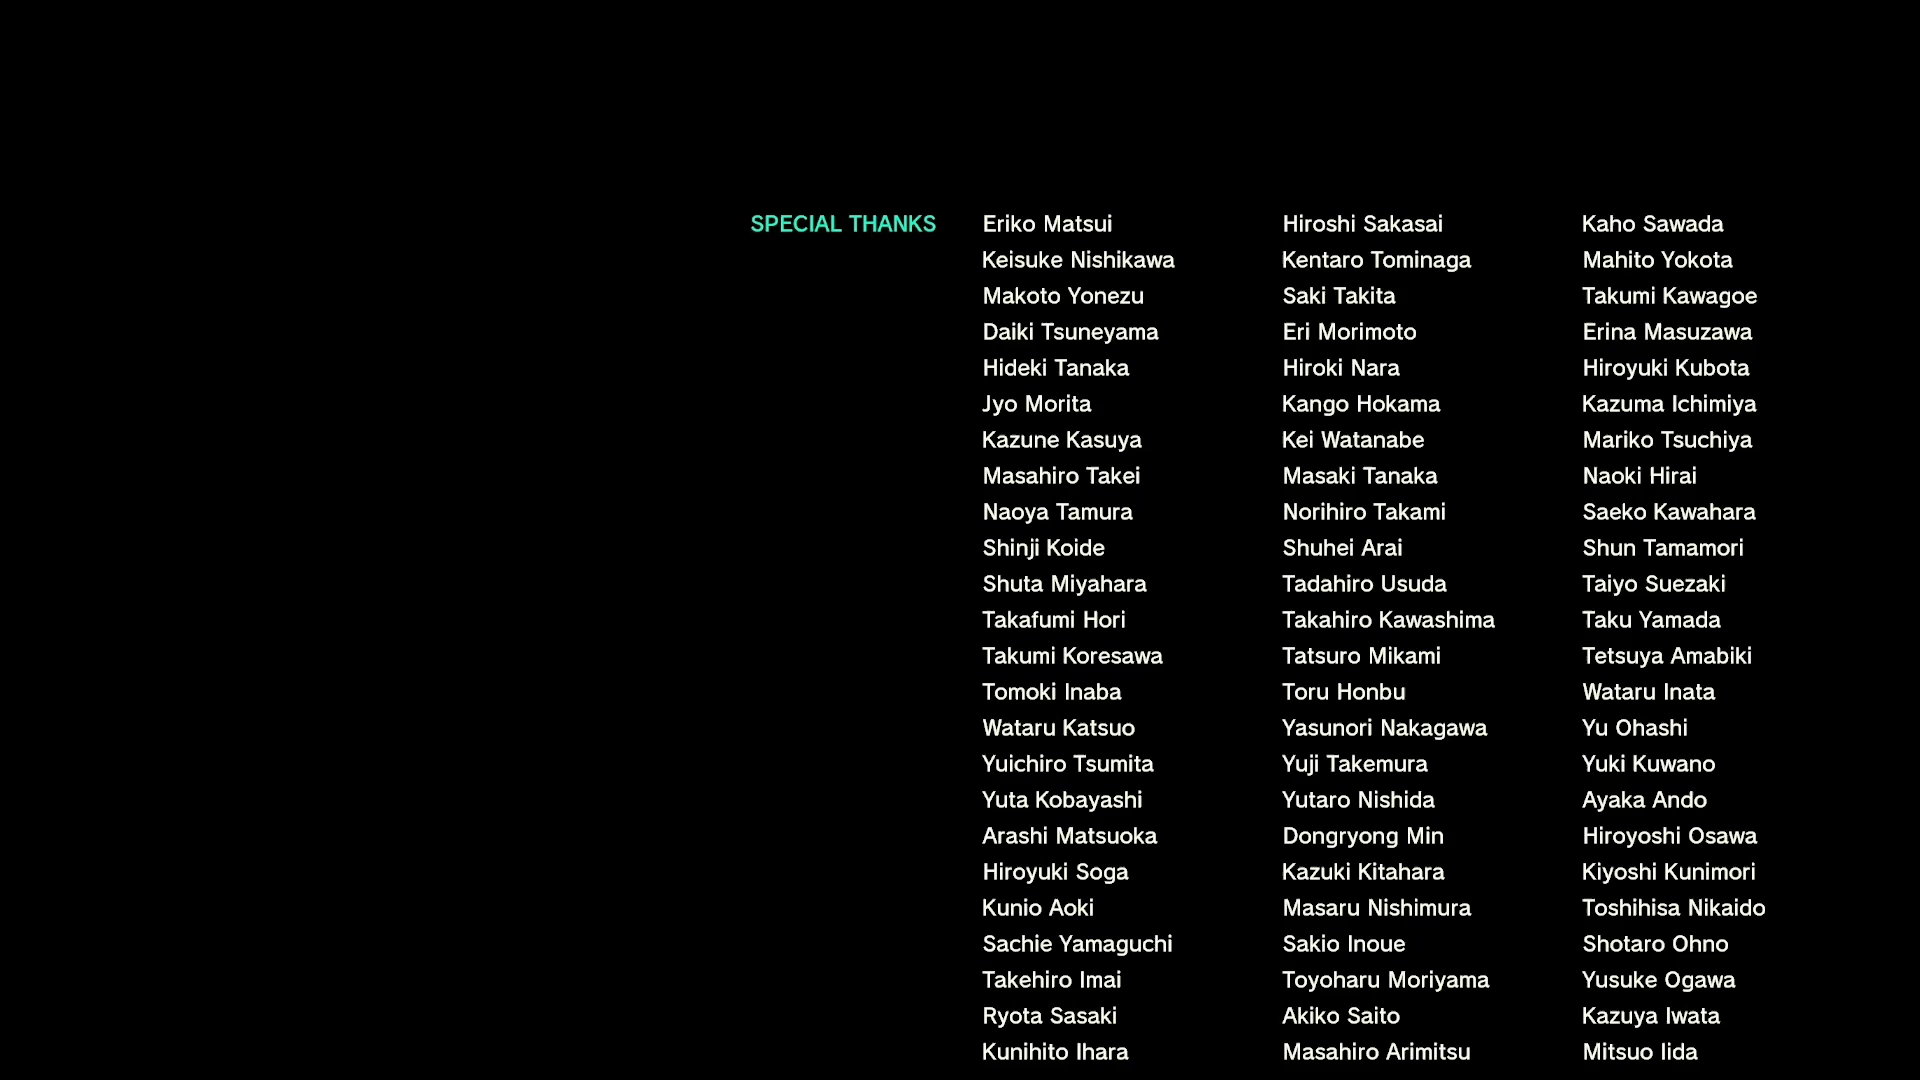 SPECIAL THANKS Eriko Matsui Hiroshi Sakasai Kaho Sawada
Keisuke Nishikawa Kentaro Tominaga Mahito Yokota
Makoto Yonezu Saki Takita Takumi Kawagoe
Daiki Tsuneyama Eri Morimoto Erina Masuzawa
Hideki Tanaka Hiroki Nara Hiroyuki Kubota
Jyo Morita Kango Hokama Kazuma Ichimiya
Kazune Kasuya Kei Watanabe Mariko Tsuchiya
Masahiro Takei Masaki Tanaka Naoki Hirai
Naoya Tamura Norihiro Takami Saeko Kawahara
Shinji Koide Shuhei Arai Shun Tamamori
Shuta Miyahara Tadahiro Usuda Taiyo Suezaki
Takafumi Hori Takahiro Kawashima Taku Yamada
Takumi Koresawa Tatsuro Mikami Tetsuya Amabiki
Tomoki Inaba Toru Honbu Wataru Inata
Wataru Katsuo Yasunori Nakagawa Yu Ohashi
Yuichiro Tsumita Yuji Takemura Yuki Kuwano
Yuta Kobayashi Yutaro Nishida Ayaka Ando
Arashi Matsuoka Dongryong Min Hiroyoshi Osawa
Hiroyuki Soga Kazuki Kitahara Kiyoshi Kunimori
Kunio Aoki Masaru Nishimura Toshihisa Nikaido
Sachie Yamaguchi Sakio Inoue Shotaro Ohno
Takehiro Imai Toyoharu Moriyama Yusuke Ogawa
Ryota Sasaki Akiko Saito Kazuya Iwata
Kunihito Ihara Masahiro Arimitsu Mitsuo Iida